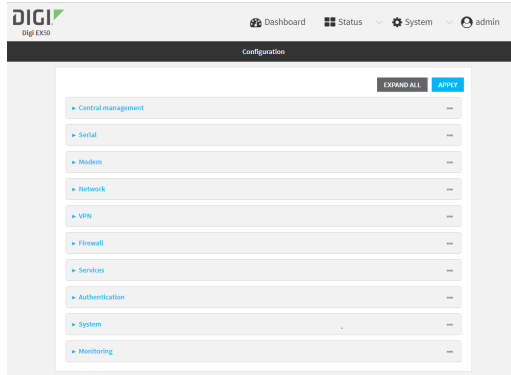 DIGI
Digi EX50
Dashboard Status System admin
Configuration
EXPAND ALL APPLY
Central management
Serial
Modem
Network
VPN
Firewall
Services
Authentication
System
Monitoring